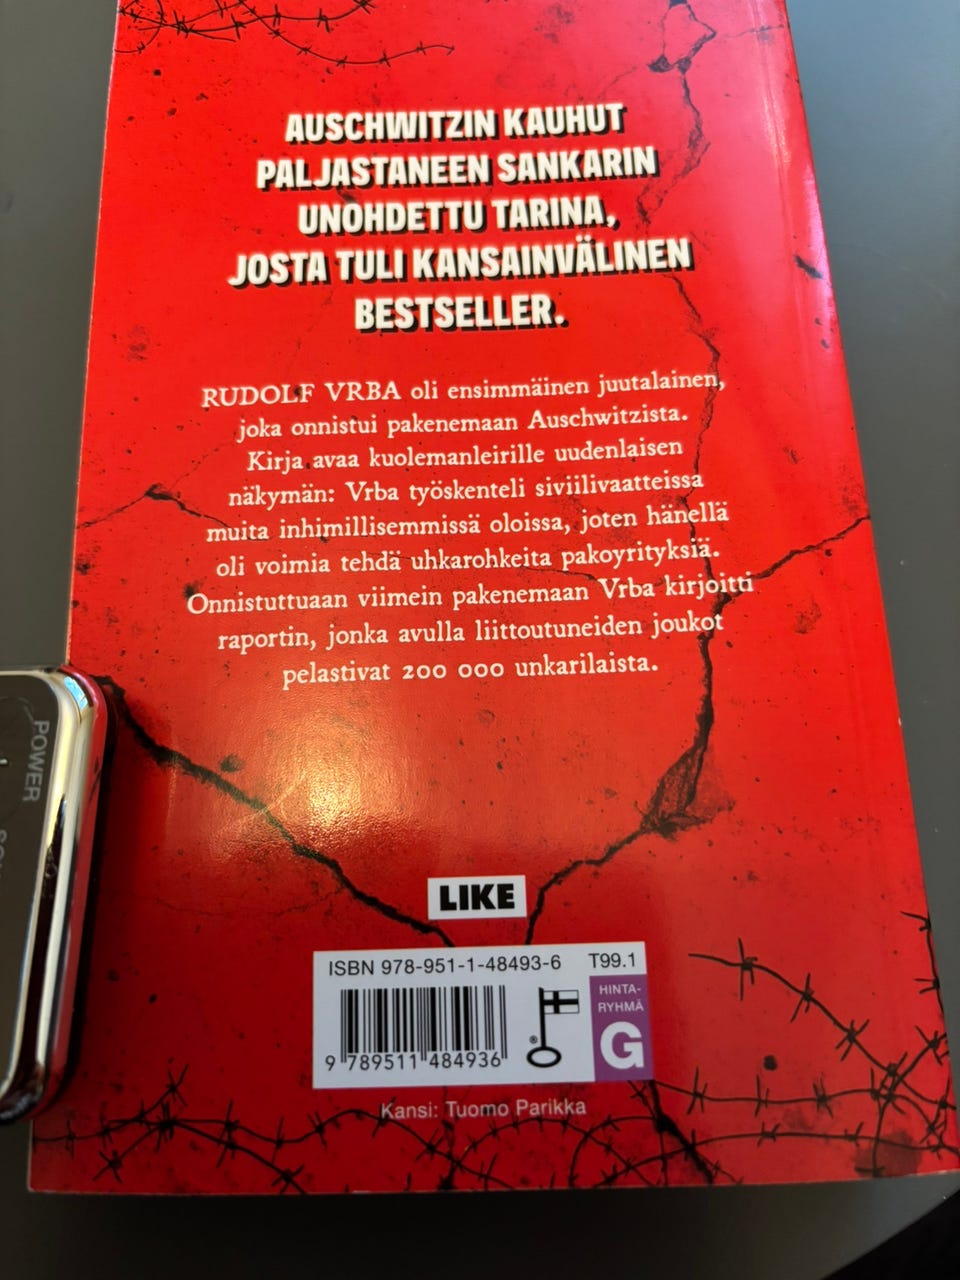 AUSCHWITZIN KAUHUT
PALJASTANEEN SANKARIN
UNOHDETTU TARINA,
JOSTA TULI KANSAINVÄLINEN
BESTSELLER.
RUDOLF VRBA oli ensimmäinen juutalainen,
joka onnistui pakenemaan Auschwitzista.
Kirja avaa kuolemanleirille uudenlaisen
näkymän: Vrba työskenteli siviilivaatteissa
muita inhimillisemmissä oloissa, joten hänellä
oli voimia tehdä uhkarohkeita pakoyrityksiä.
Onnistuttuaan viimein pakenemaan Vrba kirjoitti
raportin, jonka avulla liittoutuneiden joukot
pelastivat 200 000 unkarilaista.
POWER
LIKE
ISBN 978-951-1-48493-6 T99.1
HINTA-
RYHMÄ
G
®
9 789511 484936
Kansi: Tuomo Parikka